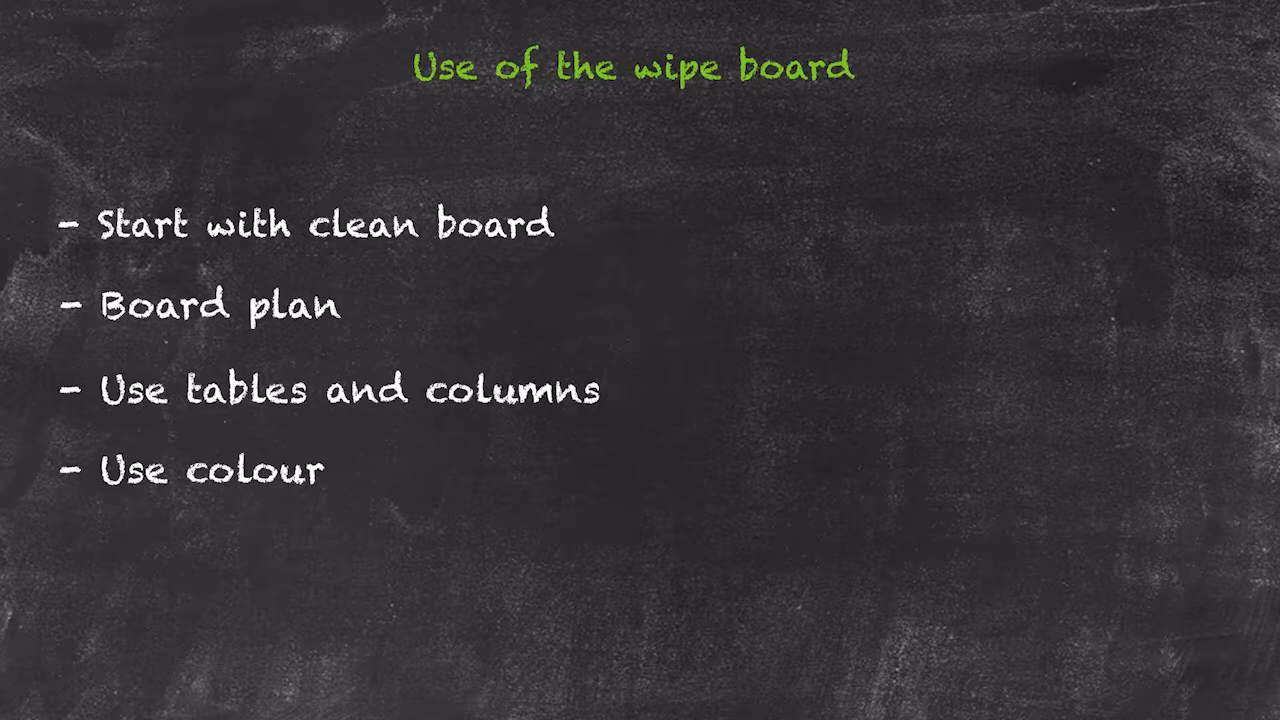 Use of the wipe board
- Start with clean board
- Board plan
- Use tables and columns
- Use colour